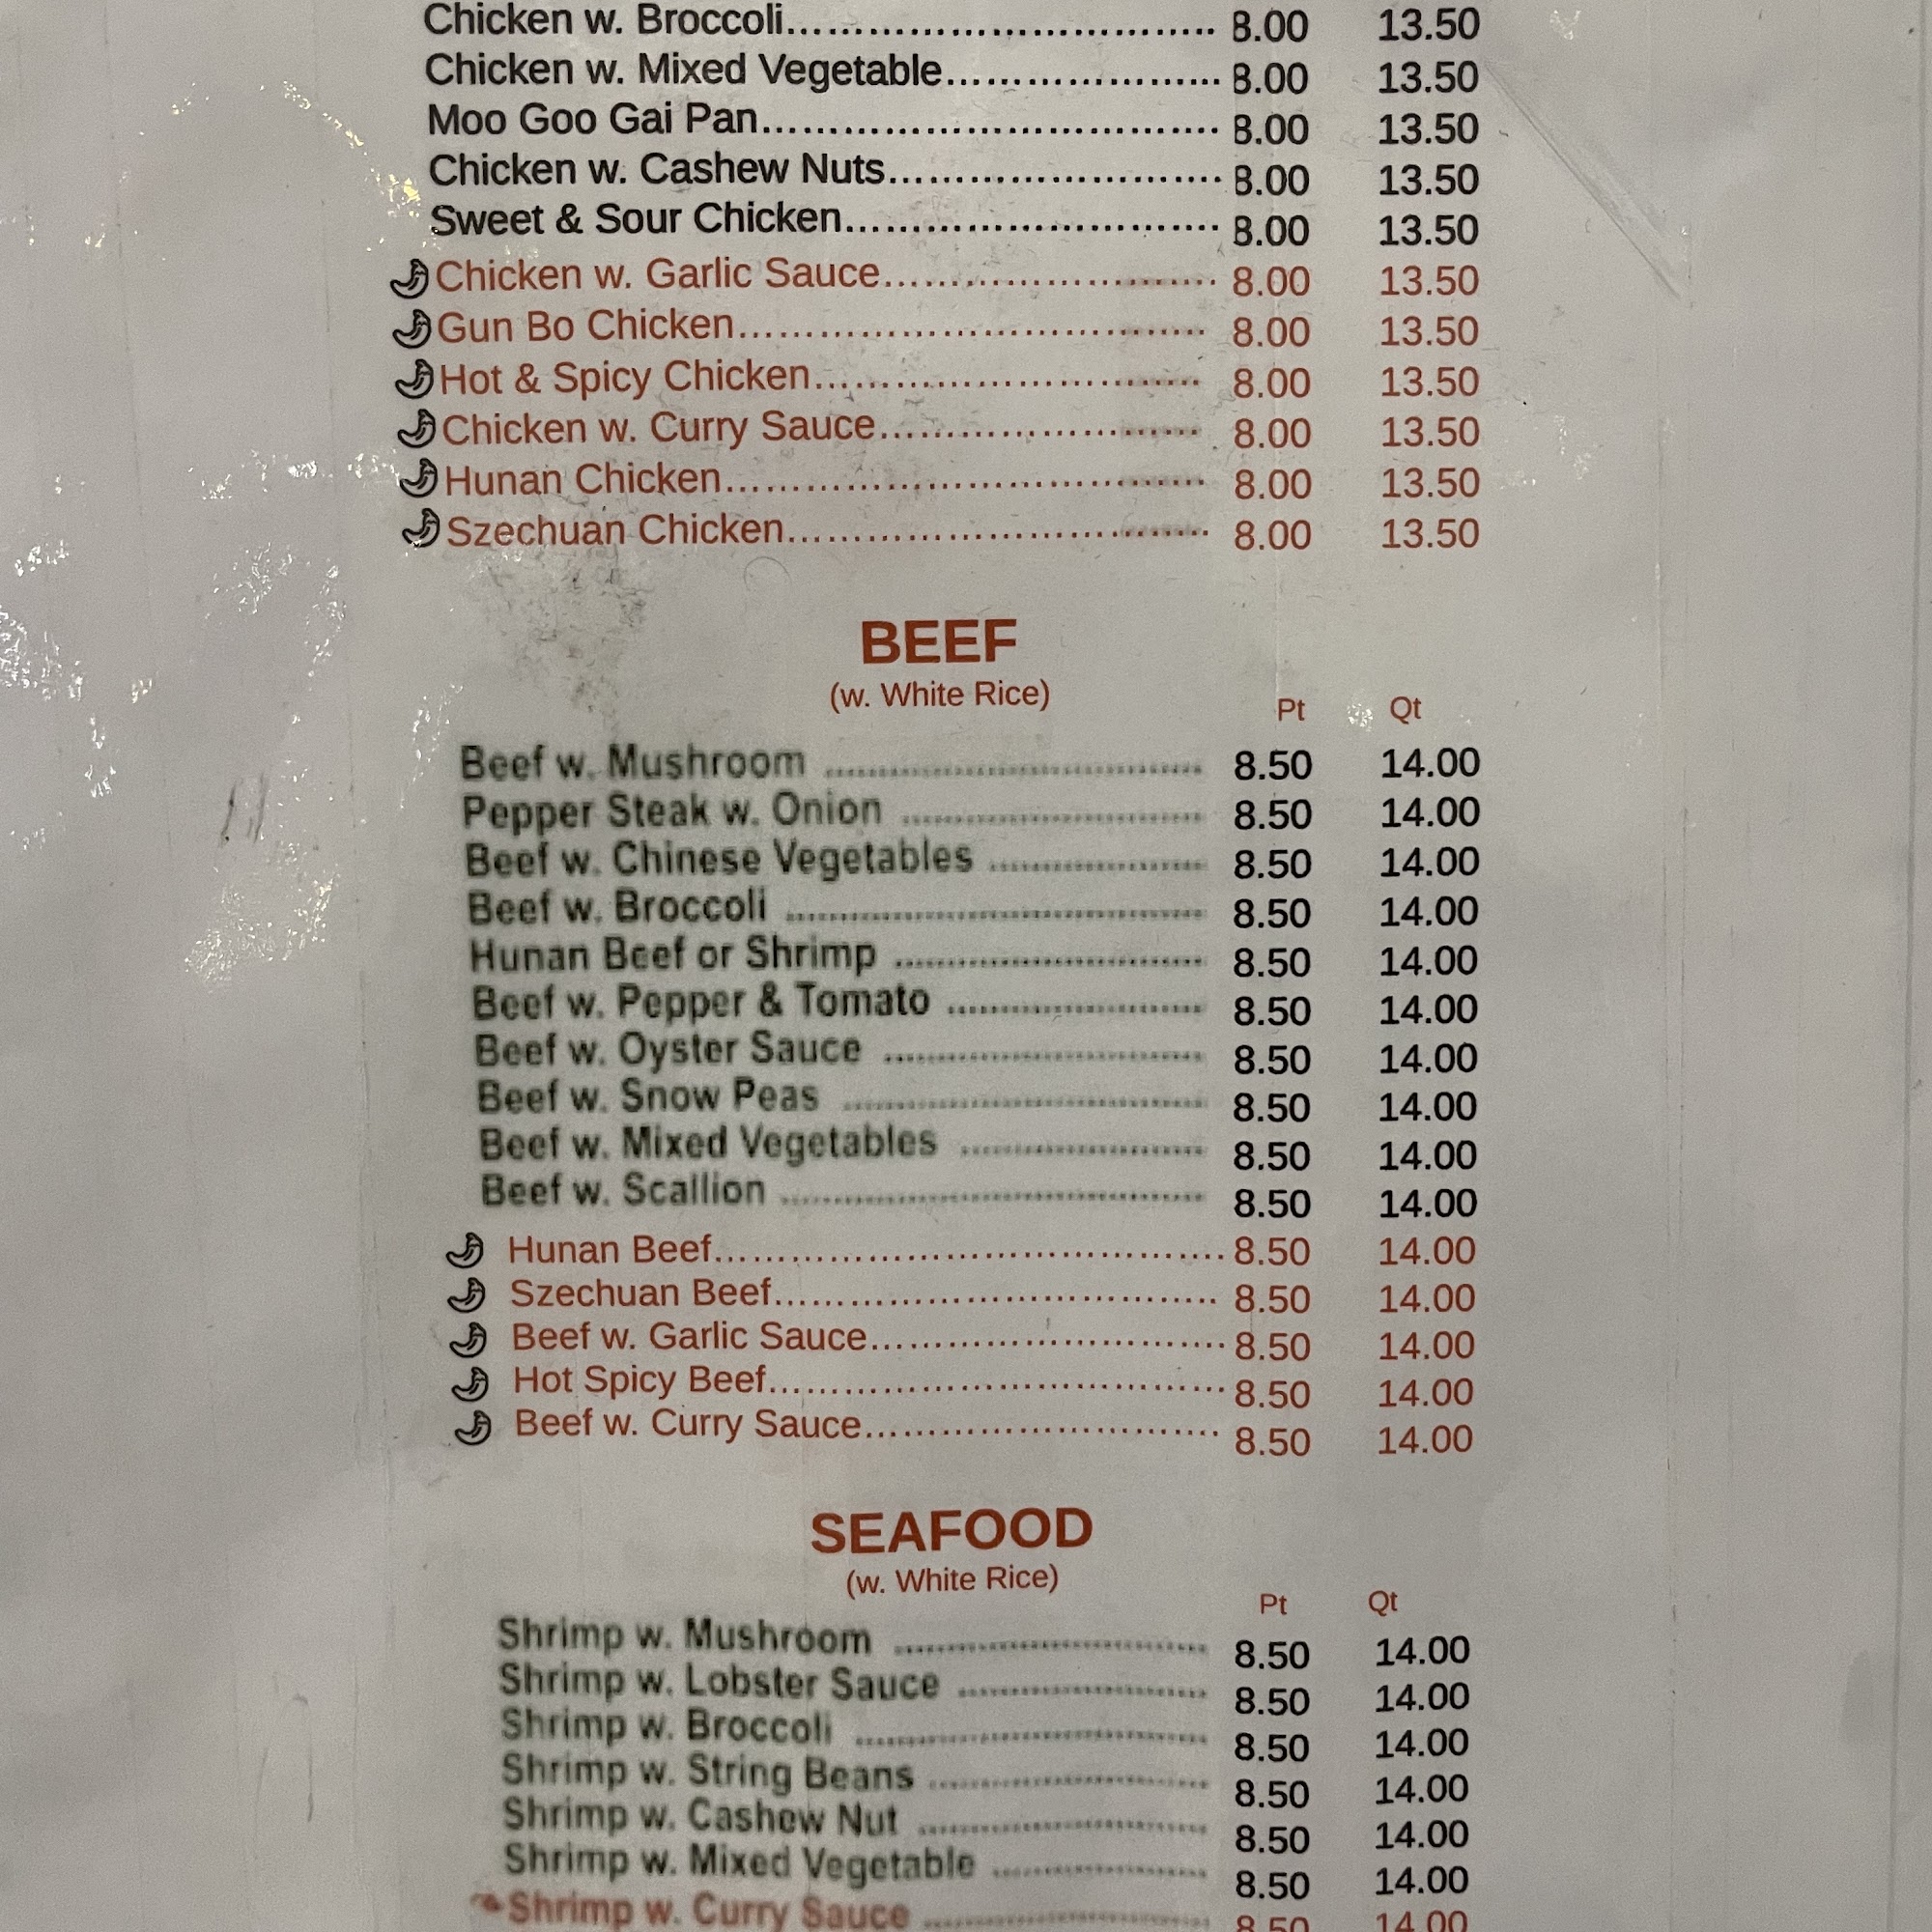 Chicken w. Broccoli.................................... 8.00 13.50
Chicken w. Mixed Vegetable........................ 8.00 13.50
Moo Goo Gai Pan....................................... 8.00 13.50
Chicken w. Cashew Nuts............................. 8.00 13.50
Sweet & Sour Chicken................................ 8.00 13.50
Chicken w. Garlic Sauce............................. 8.00 13.50
Gun Bo Chicken......................................... 8.00 13.50
Hot & Spicy Chicken.................................. 8.00 13.50
Chicken w. Curry Sauce............................. 8.00 13.50
Hunan Chicken.......................................... 8.00 13.50
Szechuan Chicken..................................... 8.00 13.50
BEEF
(w. White Rice)
Pt Qt
Beef w. Mushroom ........................................ 8.50 14.00
Pepper Steak w. Onion ................................ 8.50 14.00
Beef w. Chinese Vegetables ........................ 8.50 14.00
Beef w. Broccoli ............................................ 8.50 14.00
Hunan Beef or Shrimp ................................. 8.50 14.00
Beef w. Pepper & Tomato ............................ 8.50 14.00
Beef w. Oyster Sauce .................................. 8.50 14.00
Beef w. Snow Peas ...................................... 8.50 14.00
Beef w. Mixed Vegetables ........................... 8.50 14.00
Beef w. Scallion ............................................ 8.50 14.00
Hunan Beef................................................ 8.50 14.00
Szechuan Beef.......................................... 8.50 14.00
Beef w. Garlic Sauce................................. 8.50 14.00
Hot Spicy Beef........................................... 8.50 14.00
Beef w. Curry Sauce................................. 8.50 14.00
SEAFOOD
(w. White Rice)
Pt Qt
Shrimp w. Mushroom ................................... 8.50 14.00
Shrimp w. Lobster Sauce ............................ 8.50 14.00
Shrimp w. Broccoli ....................................... 8.50 14.00
Shrimp w. String Beans ............................... 8.50 14.00
Shrimp w. Cashew Nut ................................ 8.50 14.00
Shrimp w. Mixed Vegetable ........................ 8.50 14.00
Shrimp w. Curry Sauce ................................ 8.50 14.00